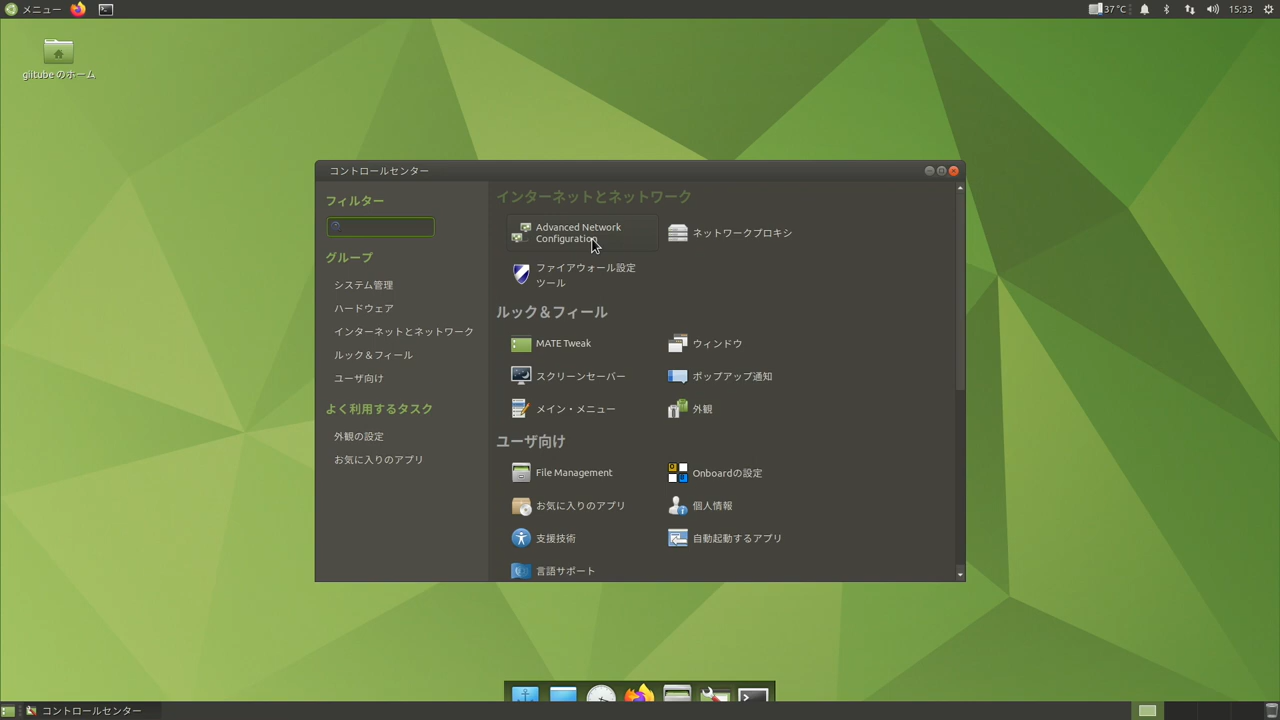 メニュー
37 °C
15:33
giitube のホーム
コントロールセンター
フィルター
グループ
システム管理
ハードウェア
インターネットとネットワーク
ルック＆フィール
ユーザ向け
よく利用するタスク
外観の設定
お気に入りのアプリ
インターネットとネットワーク
Advanced Network
Configuration
ネットワークプロキシ
ファイアウォール設定
ツール
ルック＆フィール
MATE Tweak
ウィンドウ
スクリーンセーバー
ポップアップ通知
メイン・メニュー
外観
ユーザ向け
File Management
Onboardの設定
お気に入りのアプリ
個人情報
支援技術
自動起動するアプリ
言語サポート
コントロールセンター